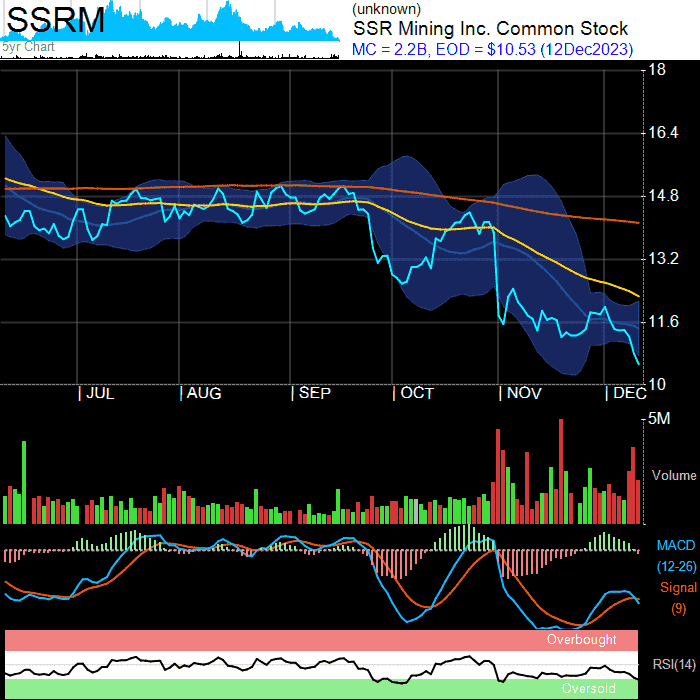 SSRM
5yr Chart
(unknown)
SSR Mining Inc. Common Stock
MC = 2.2B, EOD = $10.53 (12Dec2023)
18
16.4
14.8
13.2
11.6
10
JUL AUG SEP OCT NOV DEC
5M
Volume
MACD
(12-26)
Signal
(9)
Overbought
RSI(14)
Oversold